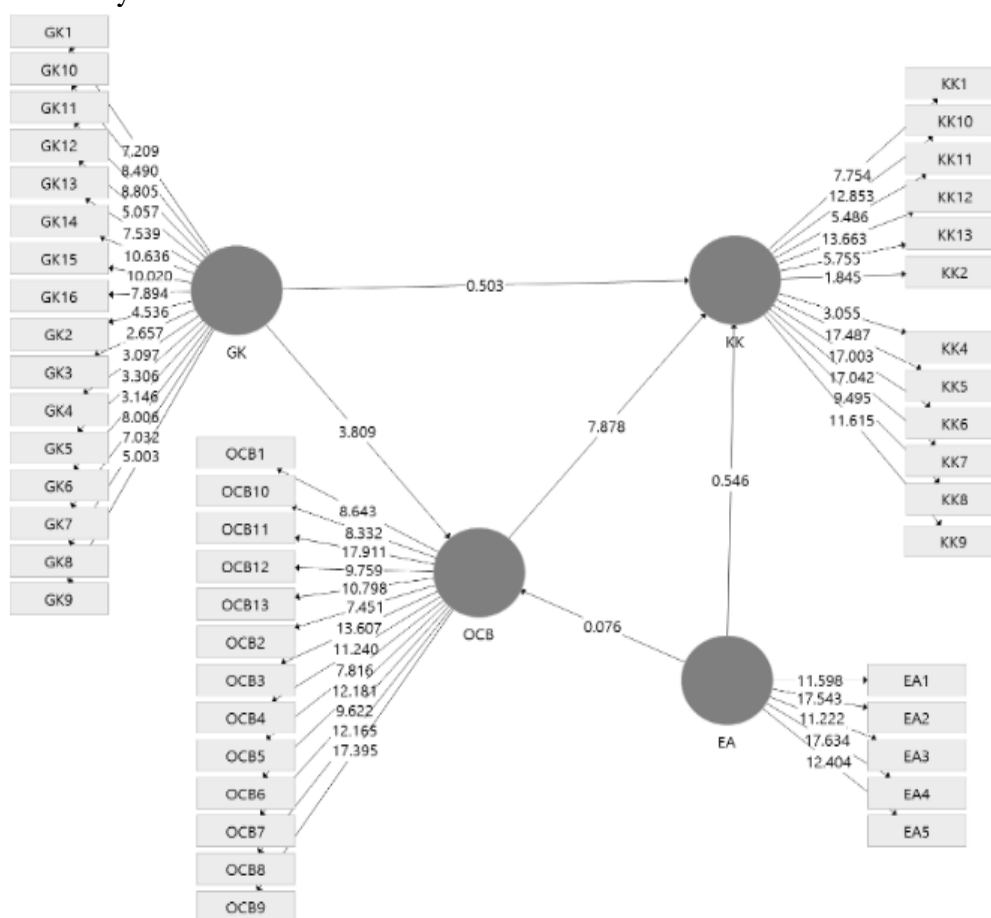 y
GK1
GK10
GK11
GK12
GK13
GK14
GK15
GK16
GK2
GK3
GK4
GK5
GK6
GK7
GK8
GK9
7.209
8.490
8.805
5.057
7.539
10.636
10.020
7.894
4.536
2.657
3.097
3.306
3.146
8.006
7.032
5.003
GK
0.503
3.809
KK1
KK10
KK11
KK12
KK13
KK2
KK4
KK5
KK6
KK7
KK8
KK9
7.754
12.853
5.486
13.663
5.755
1.845
3.055
17.487
17.003
17.042
9.495
11.615
KK
7.878
0.546
OCB1
OCB10
OCB11
OCB12
OCB13
OCB2
OCB3
OCB4
OCB5
OCB6
OCB7
OCB8
OCB9
8.643
8.332
17.911
9.759
10.798
7.451
13.607
11.240
7.816
12.181
9.622
12.165
17.395
OCB
0.076
EA
11.598
17.543
11.222
17.634
12.404
EA1
EA2
EA3
EA4
EA5